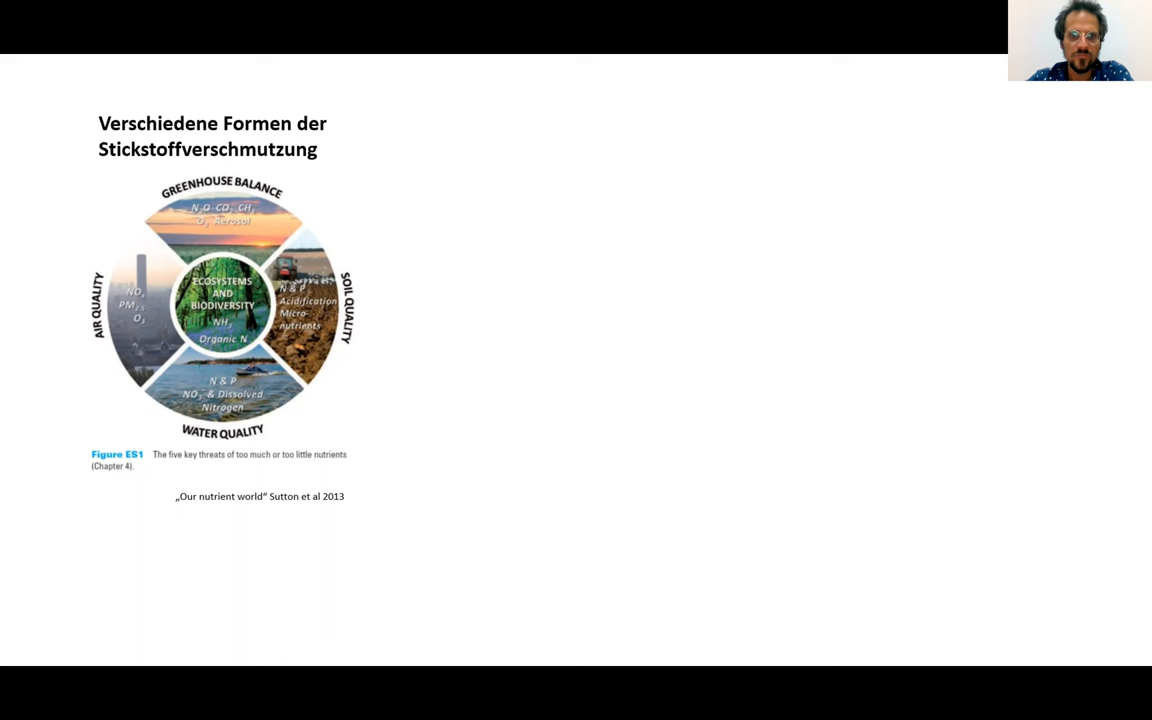 Verschiedene Formen der
Stickstoffverschmutzung
GREENHOUSE BALANCE
N2O CO2 CH4
O3 Aerosol
AIR QUALITY
NOx
PM2.5
O3
ECOSYSTEMS
AND
BIODIVERSITY
NH3
Organic N
SOIL QUALITY
N & P
Acidification
Micro-
nutrients
N & P
NO3- & Dissolved
Nitrogen
WATER QUALITY
Figure ES1 The five key threats of too much or too little nutrients
(Chapter 4).
„Our nutrient world“ Sutton et al 2013